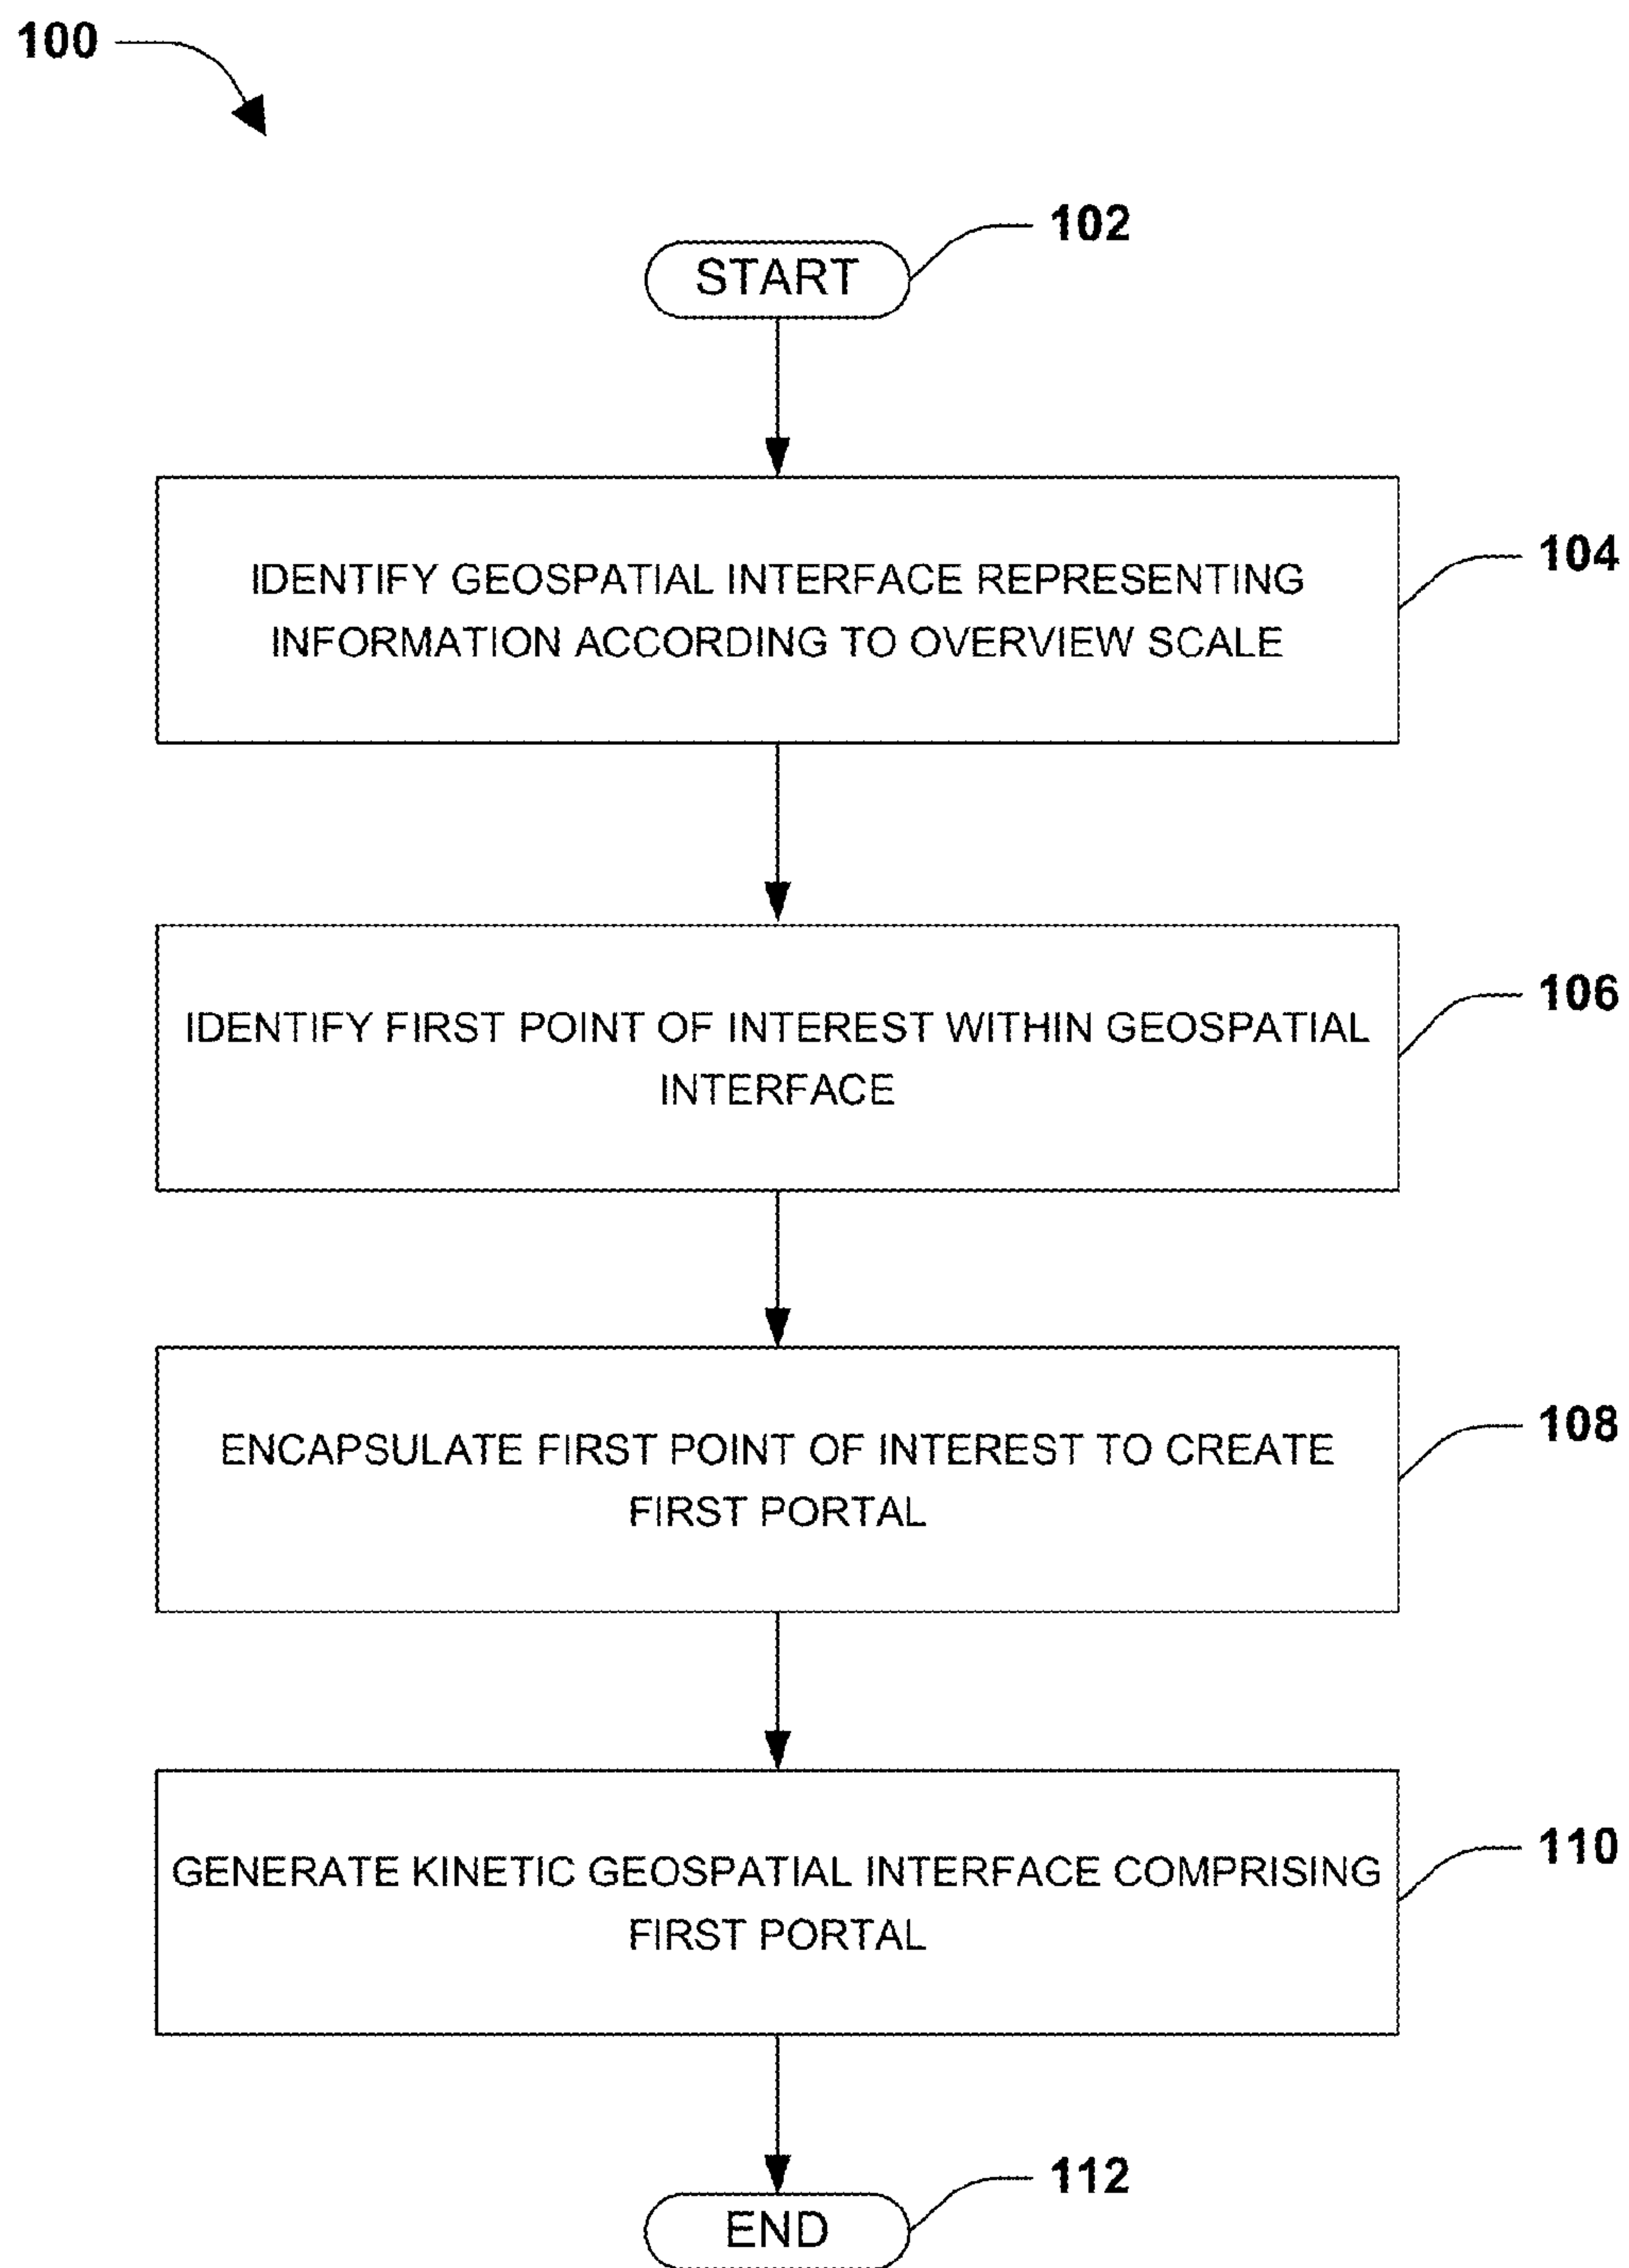 100
102
START
104
IDENTIFY GEOSPATIAL INTERFACE REPRESENTING
INFORMATION ACCORDING TO OVERVIEW SCALE
106
IDENTIFY FIRST POINT OF INTEREST WITHIN GEOSPATIAL
INTERFACE
108
ENCAPSULATE FIRST POINT OF INTEREST TO CREATE
FIRST PORTAL
110
GENERATE KINETIC GEOSPATIAL INTERFACE COMPRISING
FIRST PORTAL
112
END